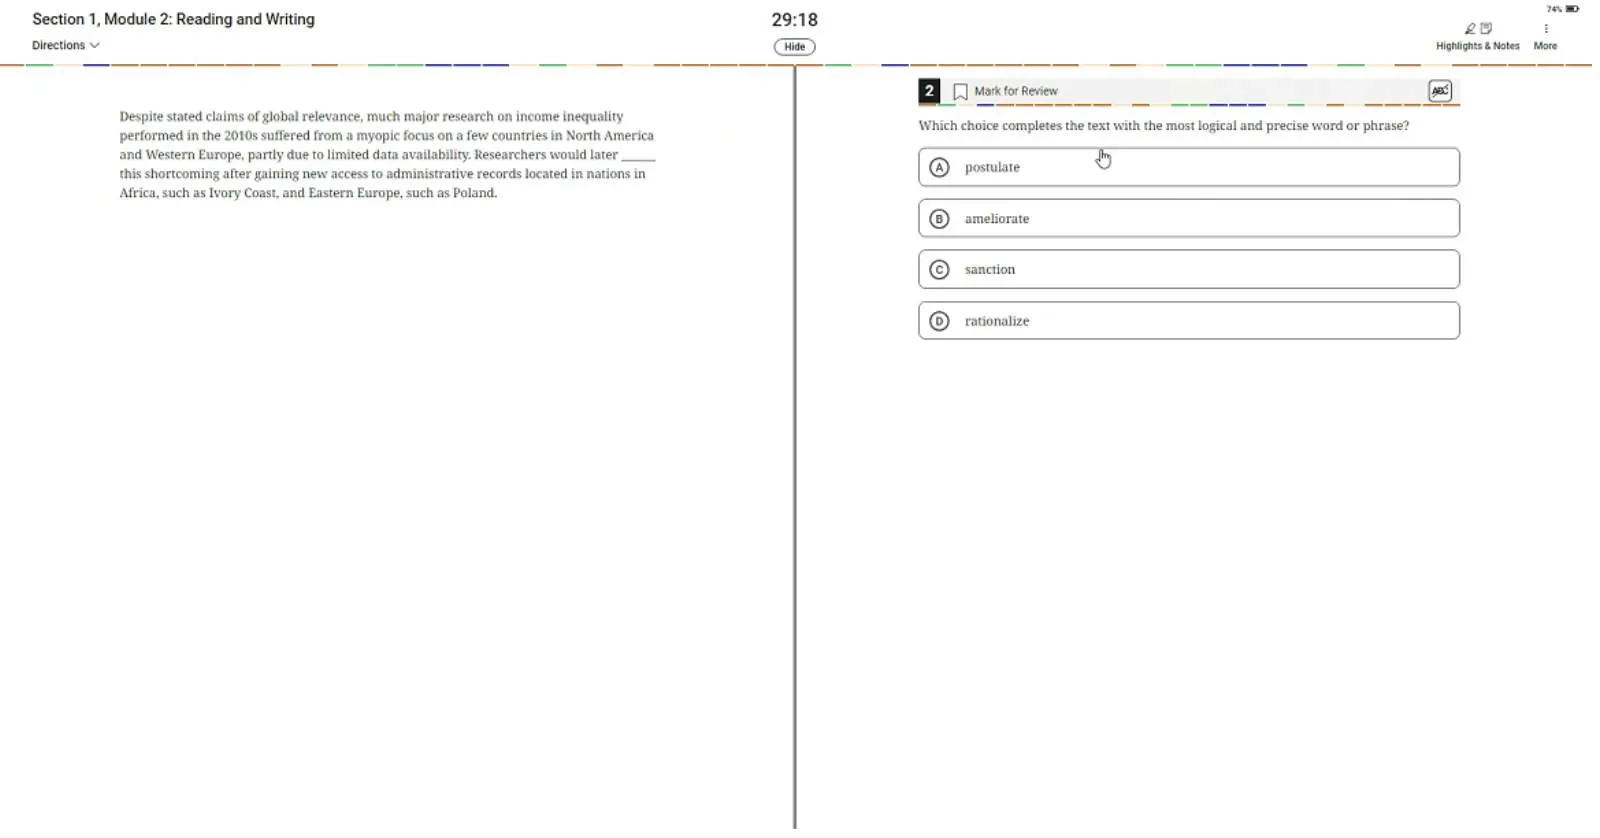 Section 1, Module 2: Reading and Writing
Directions
29:18
Hide
74%
Highlights & Notes
More
Despite stated claims of global relevance, much major research on income inequality
performed in the 2010s suffered from a myopic focus on a few countries in North America
and Western Europe, partly due to limited data availability. Researchers would later ______
this shortcoming after gaining new access to administrative records located in nations in
Africa, such as Ivory Coast, and Eastern Europe, such as Poland.
2
Mark for Review
ABC
Which choice completes the text with the most logical and precise word or phrase?
A postulate
B ameliorate
C sanction
D rationalize